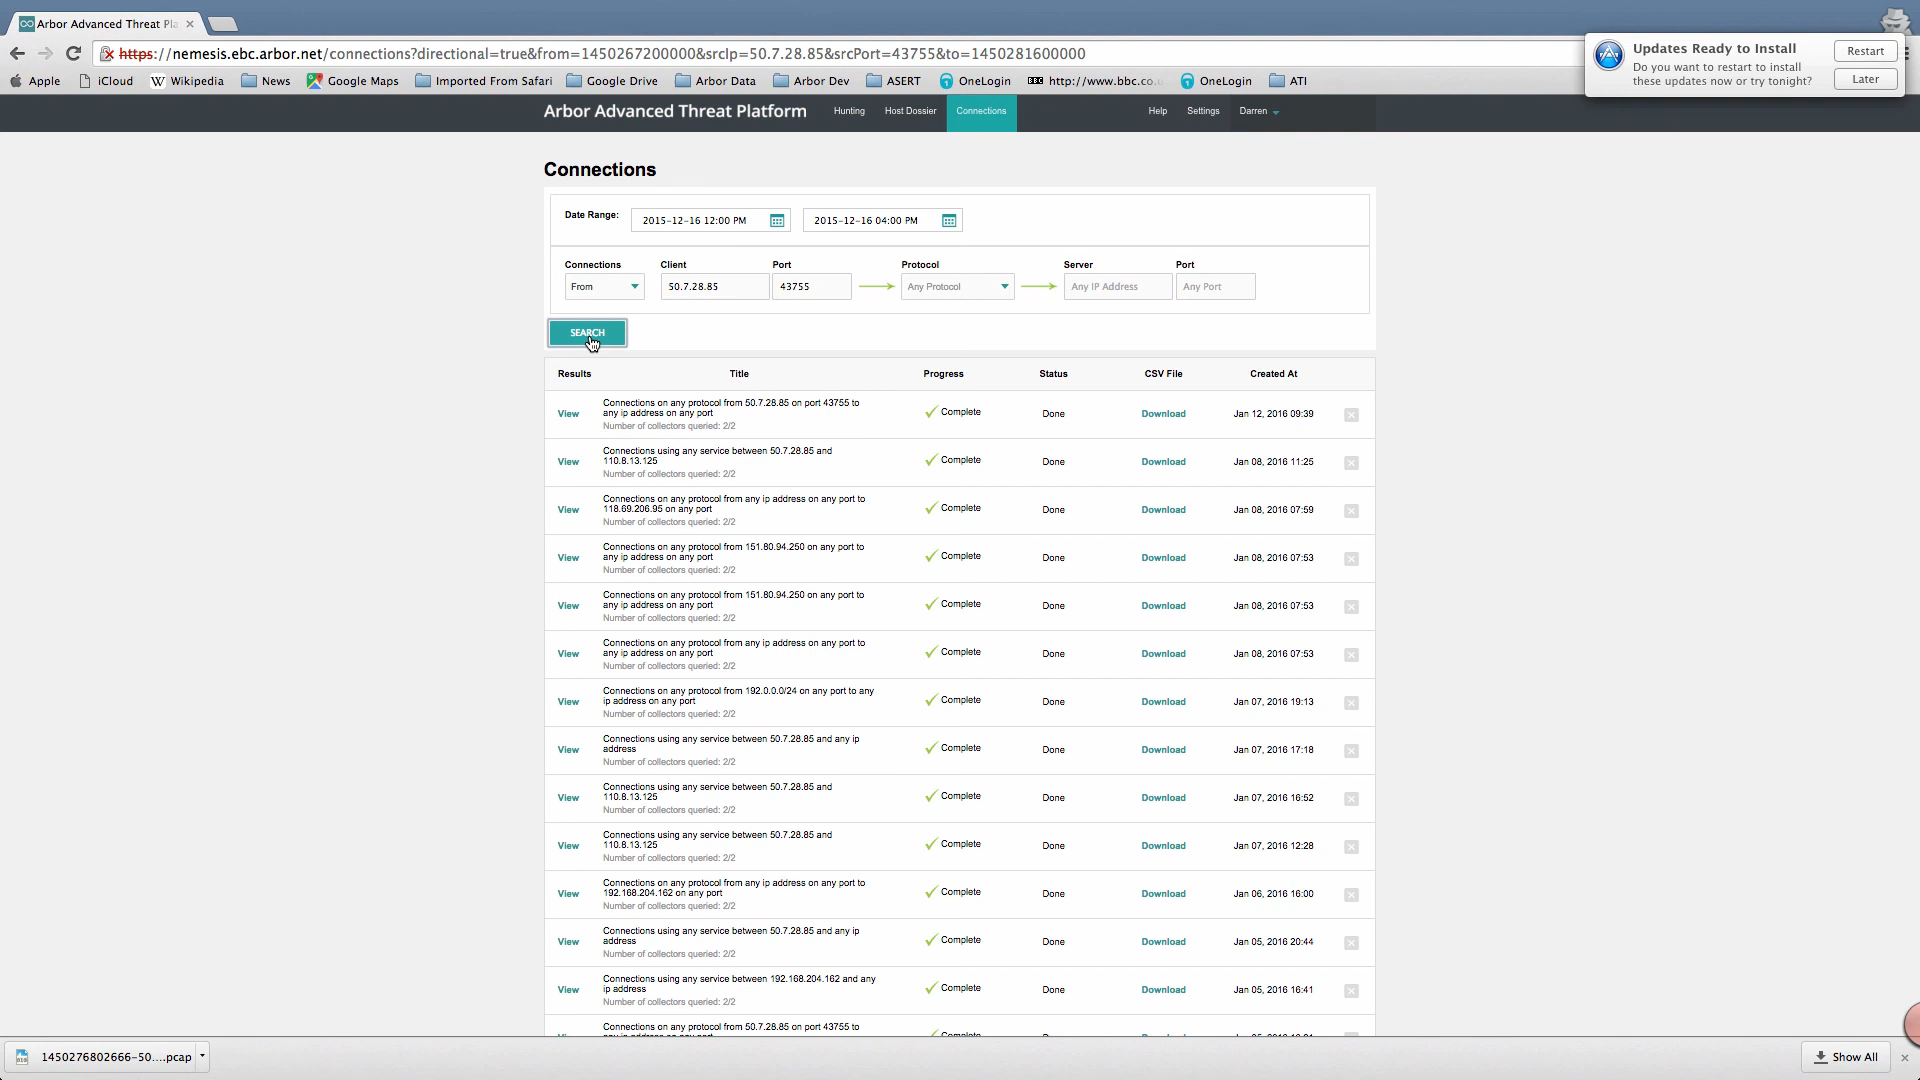 Arbor Advanced Threat Pla
https://nemesis.ebc.arbor.net/connections?directional=true&from=1450267200000&srcIp=50.7.28.85&srcPort=43755&to=1450281600000
Updates Ready to Install
Do you want to restart to install
these updates now or try tonight?
Restart
Later
Apple iCloud Wikipedia News Google Maps Imported From Safari Google Drive Arbor Data Arbor Dev ASERT OneLogin http://www.bbc.co.u OneLogin ATI
Arbor Advanced Threat Platform Hunting Host Dossier Connections Help Settings Darren
Connections
Date Range: 2015-12-16 12:00 PM 2015-12-16 04:00 PM
Connections Client Port Protocol Server Port
From 50.7.28.85 43755 Any Protocol Any IP Address Any Port
SEARCH
Results Title Progress Status CSV File Created At
Connections on any protocol from 50.7.28.85 on port 43755 to
View any ip address on any port Complete Done Download Jan 12, 2016 09:39
Number of collectors queried: 2/2
Connections using any service between 50.7.28.85 and
View 110.8.13.125 Complete Done Download Jan 08, 2016 11:25
Number of collectors queried: 2/2
Connections on any protocol from any ip address on any port to
View 118.69.206.95 on any port Complete Done Download Jan 08, 2016 07:59
Number of collectors queried: 2/2
Connections on any protocol from 151.80.94.250 on any port to
View any ip address on any port Complete Done Download Jan 08, 2016 07:53
Number of collectors queried: 2/2
Connections on any protocol from 151.80.94.250 on any port to
View any ip address on any port Complete Done Download Jan 08, 2016 07:53
Number of collectors queried: 2/2
Connections on any protocol from any ip address on any port to
View any ip address on any port Complete Done Download Jan 08, 2016 07:53
Number of collectors queried: 2/2
Connections on any protocol from 192.0.0.0/24 on any port to any
View ip address on any port Complete Done Download Jan 07, 2016 19:13
Number of collectors queried: 2/2
Connections using any service between 50.7.28.85 and any ip
View address Complete Done Download Jan 07, 2016 17:18
Number of collectors queried: 2/2
Connections using any service between 50.7.28.85 and
View 110.8.13.125 Complete Done Download Jan 07, 2016 16:52
Number of collectors queried: 2/2
Connections using any service between 50.7.28.85 and
View 110.8.13.125 Complete Done Download Jan 07, 2016 12:28
Number of collectors queried: 2/2
Connections on any protocol from any ip address on any port to
View 192.168.204.162 on any port Complete Done Download Jan 06, 2016 16:00
Number of collectors queried: 2/2
Connections using any service between 50.7.28.85 and any ip
View address Complete Done Download Jan 05, 2016 20:44
Number of collectors queried: 2/2
Connections using any service between 192.168.204.162 and any
View ip address Complete Done Download Jan 05, 2016 16:41
Number of collectors queried: 2/2
Connections on any protocol from 50.7.28.85 on port 43755 to
1450276802666-50....pcap Show All